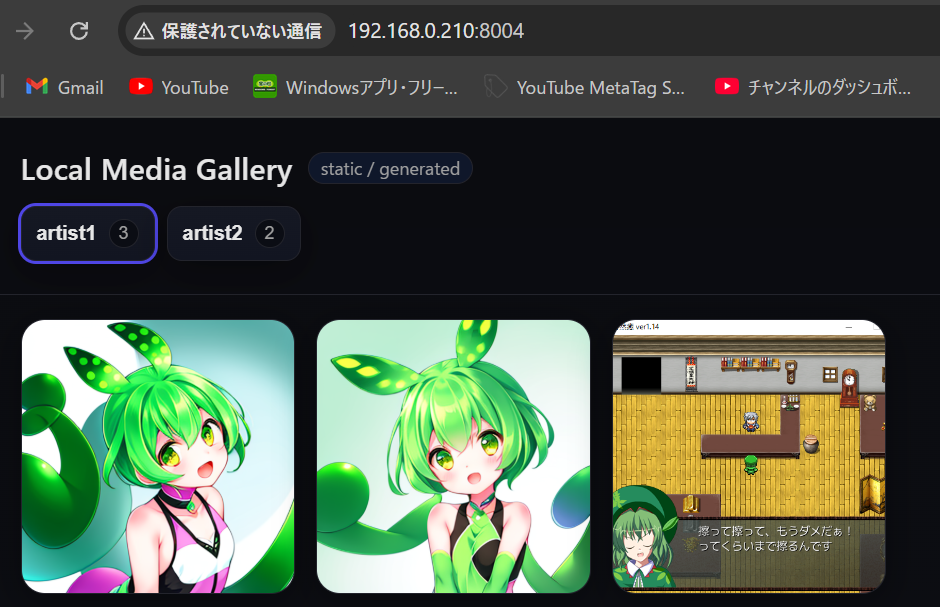 保護されていない通信 192.168.0.210:8004
Gmail YouTube Windowsアプリ・フリー... YouTube MetaTag S... チャンネルのダッシュボ...
Local Media Gallery static / generated
artist1 3 artist2 2
ver1.14
擦って擦って、もうダメだぁ！
ってくらいまで擦るんです